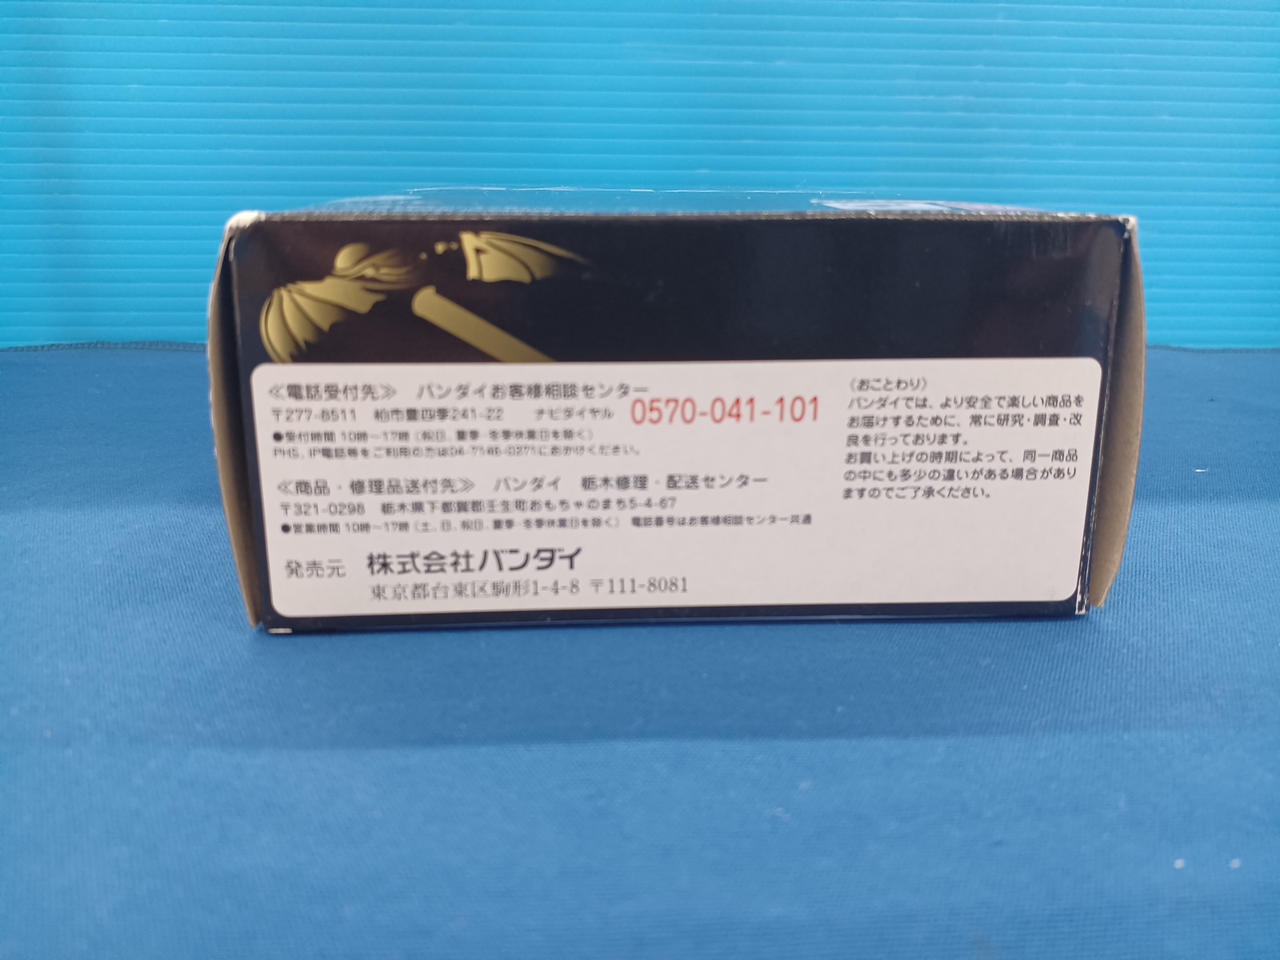 ≪電話受付先≫ バンダイお客様相談センター
〒277-8511 柏市豊四季241-22 ナビダイヤル 0570-041-101
●受付時間 10時〜17時（祝日、夏季・冬季休業日を除く）
PHS、IP電話等をご利用の方は04-7146-0371におかけください。
≪商品・修理品送付先≫ バンダイ 栃木修理・配送センター
〒321-0298 栃木県下都賀郡壬生町おもちゃのまち5-4-67
●営業時間 10時〜17時（土、日、祝日、夏季・冬季休業日を除く） 電話番号はお客様相談センター共通
発売元 株式会社バンダイ
東京都台東区駒形1-4-8 〒111-8081
（おことわり）
バンダイでは、より安全で楽しい商品を
お届けするために、常に研究・調査・改
良を行っております。
お買い上げの時期によって、同一商品
の中にも多少の違いがある場合があり
ますのでご了承ください。